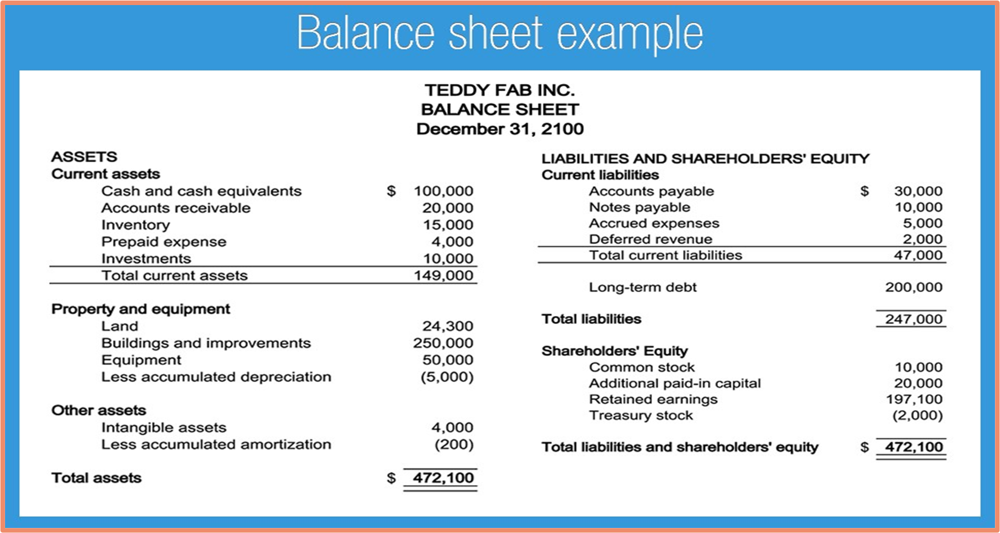 Balance sheet example
TEDDY FAB INC.
BALANCE SHEET
December 31, 2100
ASSETS
Current assets
Cash and cash equivalents $ 100,000
Accounts receivable 20,000
Inventory 15,000
Prepaid expense 4,000
Investments 10,000
Total current assets 149,000
Property and equipment
Land 24,300
Buildings and improvements 250,000
Equipment 50,000
Less accumulated depreciation (5,000)
Other assets
Intangible assets 4,000
Less accumulated amortization (200)
Total assets $ 472,100
LIABILITIES AND SHAREHOLDERS' EQUITY
Current liabilities
Accounts payable $ 30,000
Notes payable 10,000
Accrued expenses 5,000
Deferred revenue 2,000
Total current liabilities 47,000
Long-term debt 200,000
Total liabilities 247,000
Shareholders' Equity
Common stock 10,000
Additional paid-in capital 20,000
Retained earnings 197,100
Treasury stock (2,000)
Total liabilities and shareholders' equity $ 472,100